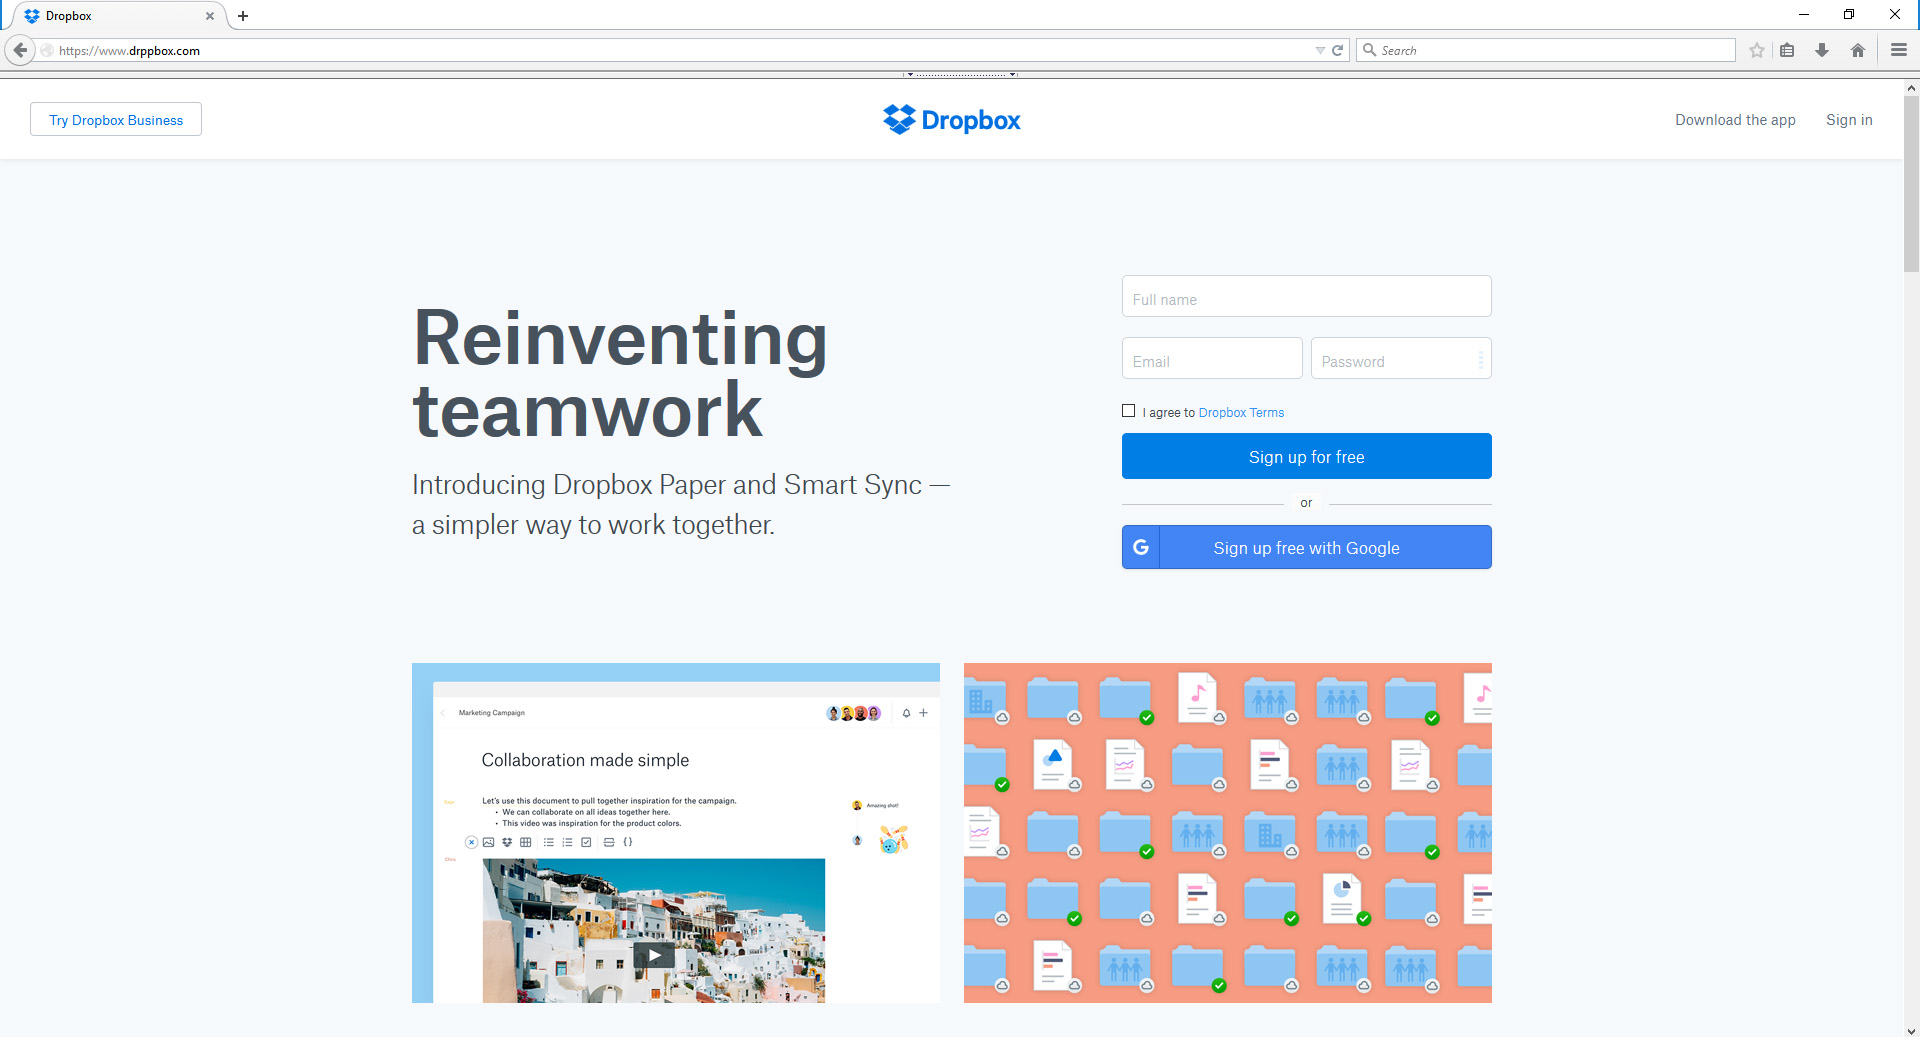 Dropbox
https://www.drppbox.com
Search
Try Dropbox Business
Dropbox
Download the app
Sign in
Reinventing
teamwork
Introducing Dropbox Paper and Smart Sync —
a simpler way to work together.
Full name
Email
Password
I agree to Dropbox Terms
Sign up for free
or
G
Sign up free with Google
Marketing Campaign
Collaboration made simple
Let's use this document to pull together inspiration for the campaign.
• We can collaborate on all ideas together here.
• This video was inspiration for the product colors.
Amazing shot!
Chris